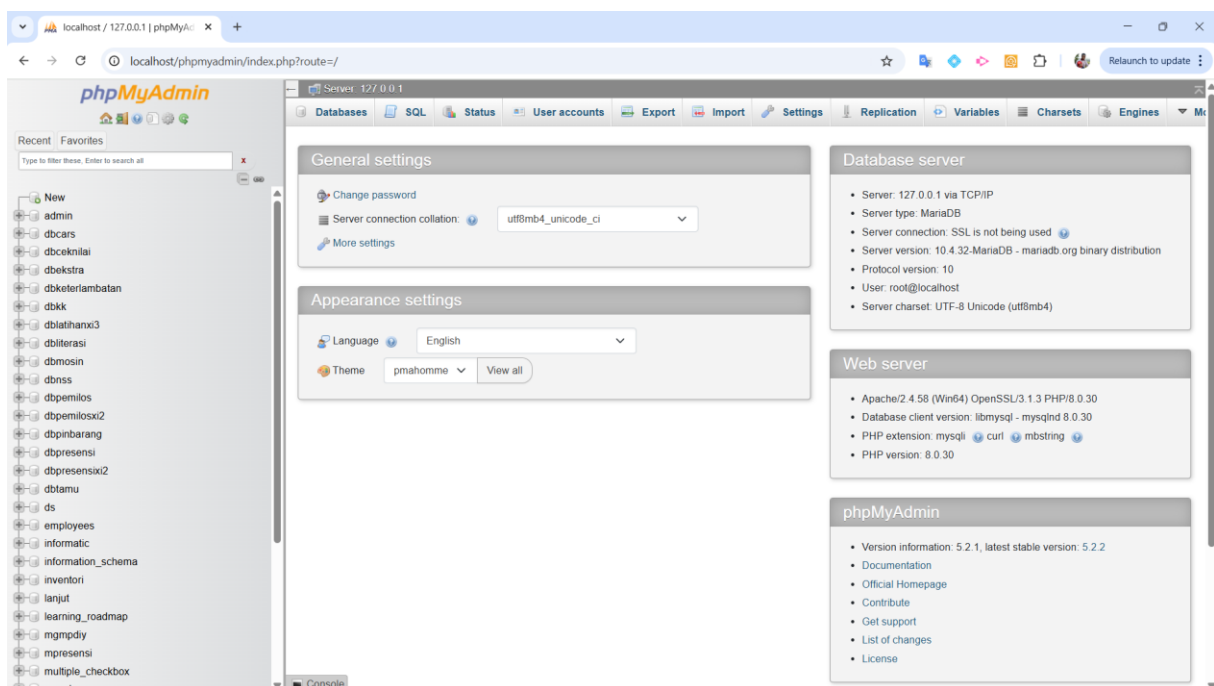 localhost / 127.0.0.1 | phpMyAd
localhost/phpmyadmin/index.php?route=/
Relaunch to update
phpMyAdmin
Recent Favorites
Type to filter these, Enter to search all X
New
admin
dbcars
dbceknilai
dbekstra
dbketerlambatan
dbkk
dblatihanxi3
dbliterasi
dbmosin
dbnss
dbpemilos
dbpemilosxi2
dbpinbarang
dbpresensi
dbpresensixi2
dbtamu
ds
employees
informatic
information_schema
inventori
lanjut
learning_roadmap
mgmpdiy
mpresensi
multiple_checkbox
Server: 127.0.0.1
Databases SQL Status User accounts Export Import Settings Replication Variables Charsets Engines
General settings
Change password
Server connection collation: utf8mb4_unicode_ci
More settings
Appearance settings
Language English
Theme pmahomme View all
Database server
• Server: 127.0.0.1 via TCP/IP
• Server type: MariaDB
• Server connection: SSL is not being used
• Server version: 10.4.32-MariaDB - mariadb.org binary distribution
• Protocol version: 10
• User: root@localhost
• Server charset: UTF-8 Unicode (utf8mb4)
Web server
• Apache/2.4.58 (Win64) OpenSSL/3.1.3 PHP/8.0.30
• Database client version: libmysql - mysqlnd 8.0.30
• PHP extension: mysqli curl mbstring
• PHP version: 8.0.30
phpMyAdmin
• Version information: 5.2.1, latest stable version: 5.2.2
• Documentation
• Official Homepage
• Contribute
• Get support
• List of changes
• License
Console